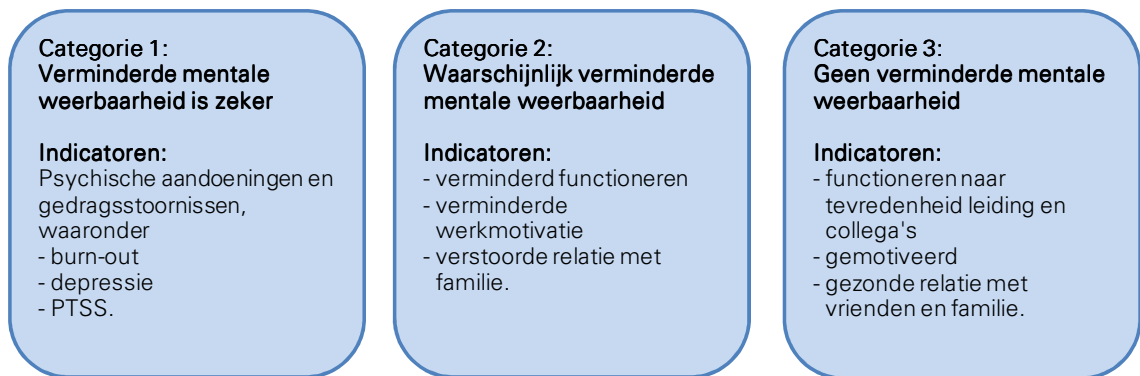 Categorie 1:
Verminderde mentale
weerbaarheid is zeker
Indicatoren:
Psychische aandoeningen en
gedragsstoornissen,
waaronder
- burn-out
- depressie
- PTSS.
Categorie 2:
Waarschijnlijk verminderde
mentale weerbaarheid
Indicatoren:
- verminderd functioneren
- verminderde
werkmotivatie
- verstoorde relatie met
familie.
Categorie 3:
Geen verminderde mentale
weerbaarheid
Indicatoren:
- functioneren naar
tevredenheid leiding en
collega's
- gemotiveerd
- gezonde relatie met
vrienden en familie.